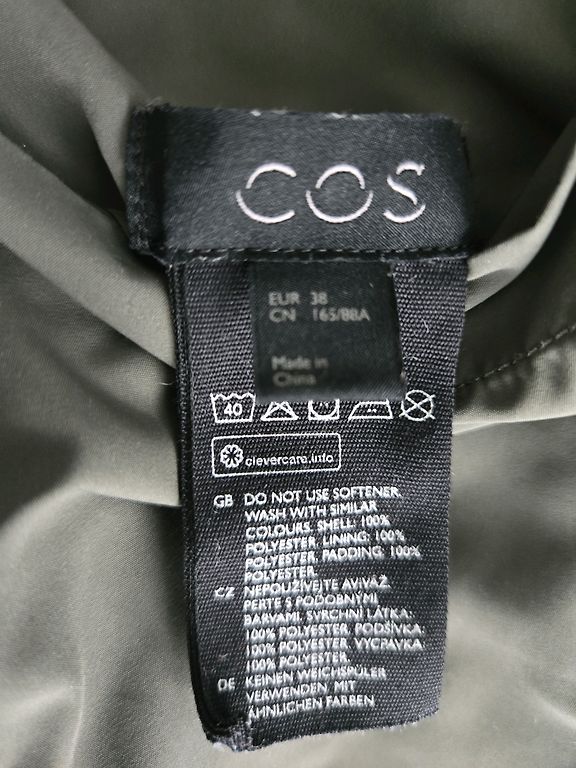 COS
EUR 38
CN 165/88A
Made in
China
40
clevercare.info
GB DO NOT USE SOFTENER.
WASH WITH SIMILAR
COLOURS. SHELL: 100%
POLYESTER. LINING: 100%
POLYESTER. PADDING: 100%
POLYESTER.
CZ NEPOUŽÍVEJTE AVIVÁŽ.
PERTE S PODOBNÝMI
BARVAMI. SVRCHNÍ LÁTKA:
100% POLYESTER. PODŠÍVKA:
100% POLYESTER. VYCPÁVKA:
100% POLYESTER.
DE KEINEN WEICHSPÜLER
VERWENDEN. MIT
ÄHNLICHEN FARBEN